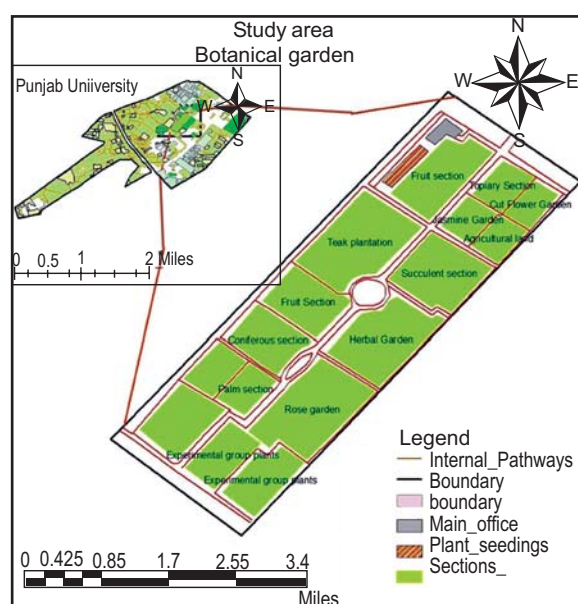 Study area
Botanical garden
Punjab Uniiversity
N
W
E
S
0 0.5 1 2 Miles
N
W
E
S
Fruit section
Topiary Section
Cut Flower Garden
Jasmine Garden
Agricultural land
Teak plantation
Succulent section
Fruit Section
Coniferous section
Herbal Garden
Palm section
Rose garden
Experimental group plants
Experimental group plants
Legend
Internal_Pathways
Boundary
boundary
Main_office
Plant_seedings
Sections_
0 0.425 0.85 1.7 2.55 3.4
Miles